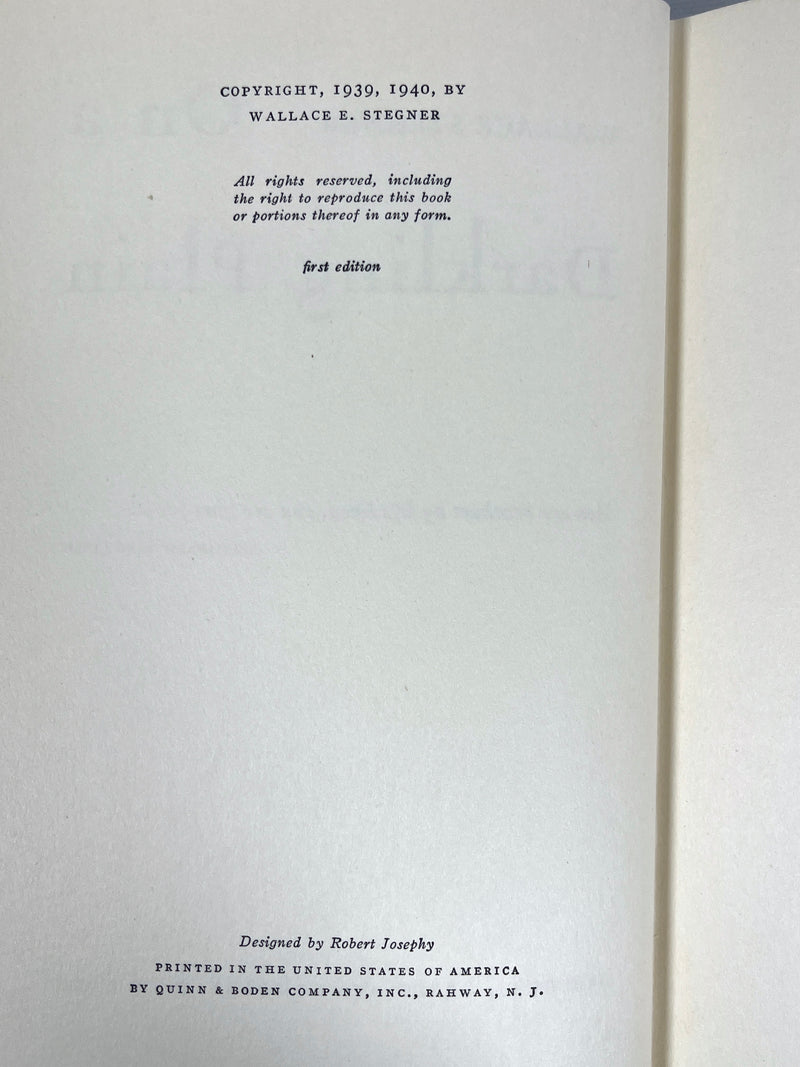 COPYRIGHT, 1939, 1940, BY
WALLACE E. STEGNER
All rights reserved, including
the right to reproduce this book
or portions thereof in any form.
first edition
Darkling Plain
Designed by Robert Josephy
PRINTED IN THE UNITED STATES OF AMERICA
BY QUINN & BODEN COMPANY, INC., RAHWAY, N. J.